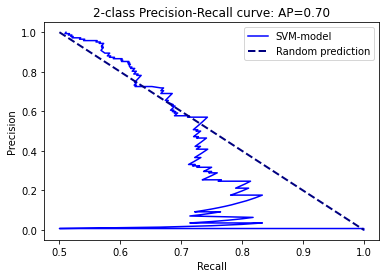 2-class Precision-Recall curve: AP=0.70
SVM-model
Random prediction
Precision
1.0
0.8
0.6
0.4
0.2
0.0
0.5 0.6 0.7 0.8 0.9 1.0
Recall